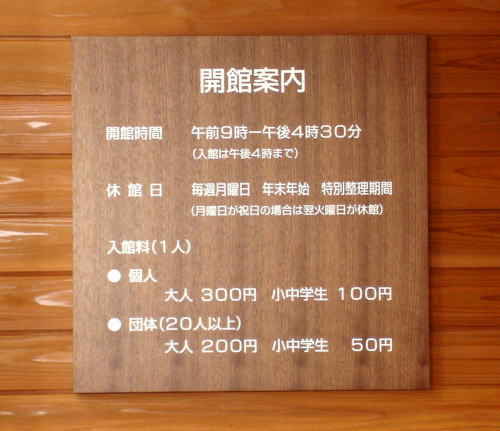 開館案内
開館時間 午前9時ー午後4時30分
(入館は午後4時まで)
休館日 毎週月曜日 年末年始 特別整理期間
(月曜日が祝日の場合は翌火曜日が休館)
入館料(1人)
● 個人
大人 300円 小中学生 100円
● 団体(20人以上)
大人 200円 小中学生 50円